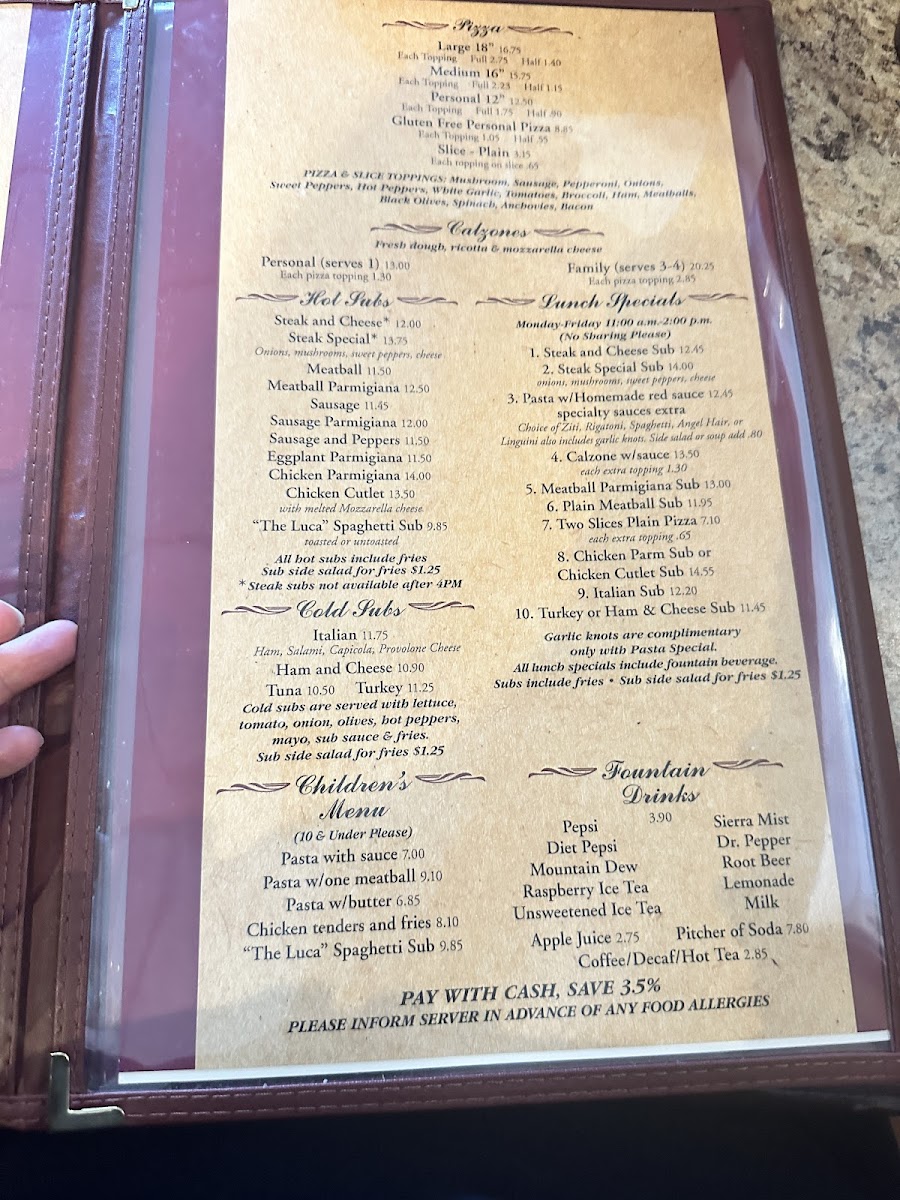 Pizza
Large 18" 16.75
Each Topping Full 2.75 Half 1.40
Medium 16" 15.75
Each Topping Full 2.25 Half 1.15
Personal 12" 12.50
Each Topping Full 1.75 Half .90
Gluten Free Personal Pizza 8.85
Each Topping 1.05 Half .55
Slice - Plain 3.15
Each topping on slice .65
PIZZA & SLICE TOPPINGS: Mushroom, Sausage, Pepperoni, Onions,
Sweet Peppers, Hot Peppers, White Garlic, Tomatoes, Broccoli, Ham, Meatballs,
Black Olives, Spinach, Anchovies, Bacon
Calzones
Fresh dough, ricotta & mozzarella cheese
Personal (serves 1) 13.00
Each pizza topping 1.30
Family (serves 3-4) 20.25
Each pizza topping 2.85
Hot Subs
Steak and Cheese* 12.00
Steak Special* 13.75
Onions, mushrooms, sweet peppers, cheese
Meatball 11.50
Meatball Parmigiana 12.50
Sausage 11.45
Sausage Parmigiana 12.00
Sausage and Peppers 11.50
Eggplant Parmigiana 11.50
Chicken Parmigiana 14.00
Chicken Cutlet 13.50
with melted Mozzarella cheese
"The Luca" Spaghetti Sub 9.85
toasted or untoasted
All hot subs include fries
Sub side salad for fries $1.25
* Steak subs not available after 4PM
Cold Subs
Italian 11.75
Ham, Salami, Capicola, Provolone Cheese
Ham and Cheese 10.90
Tuna 10.50 Turkey 11.25
Cold subs are served with lettuce,
tomato, onion, olives, hot peppers,
mayo, sub sauce & fries.
Sub side salad for fries $1.25
Children's
Menu
(10 & Under Please)
Pasta with sauce 7.00
Pasta w/one meatball 9.10
Pasta w/butter 6.85
Chicken tenders and fries 8.10
"The Luca" Spaghetti Sub 9.85
Lunch Specials
Monday-Friday 11:00 a.m.-2:00 p.m.
(No Sharing Please)
1. Steak and Cheese Sub 12.45
2. Steak Special Sub 14.00
onions, mushrooms, sweet peppers, cheese
3. Pasta w/Homemade red sauce 12.45
specialty sauces extra
Choice of Ziti, Rigatoni, Spaghetti, Angel Hair, or
Linguini also includes garlic knots. Side salad or soup add .80
4. Calzone w/sauce 13.50
each extra topping 1.30
5. Meatball Parmigiana Sub 13.00
6. Plain Meatball Sub 11.95
7. Two Slices Plain Pizza 7.10
each extra topping .65
8. Chicken Parm Sub or
Chicken Cutlet Sub 14.55
9. Italian Sub 12.20
10. Turkey or Ham & Cheese Sub 11.45
Garlic knots are complimentary
only with Pasta Special.
All lunch specials include fountain beverage.
Subs include fries • Sub side salad for fries $1.25
Fountain
Drinks
3.90
Pepsi
Diet Pepsi
Mountain Dew
Raspberry Ice Tea
Unsweetened Ice Tea
Sierra Mist
Dr. Pepper
Root Beer
Lemonade
Milk
Apple Juice 2.75 Pitcher of Soda 7.80
Coffee/Decaf/Hot Tea 2.85
PAY WITH CASH, SAVE 3.5%
PLEASE INFORM SERVER IN ADVANCE OF ANY FOOD ALLERGIES